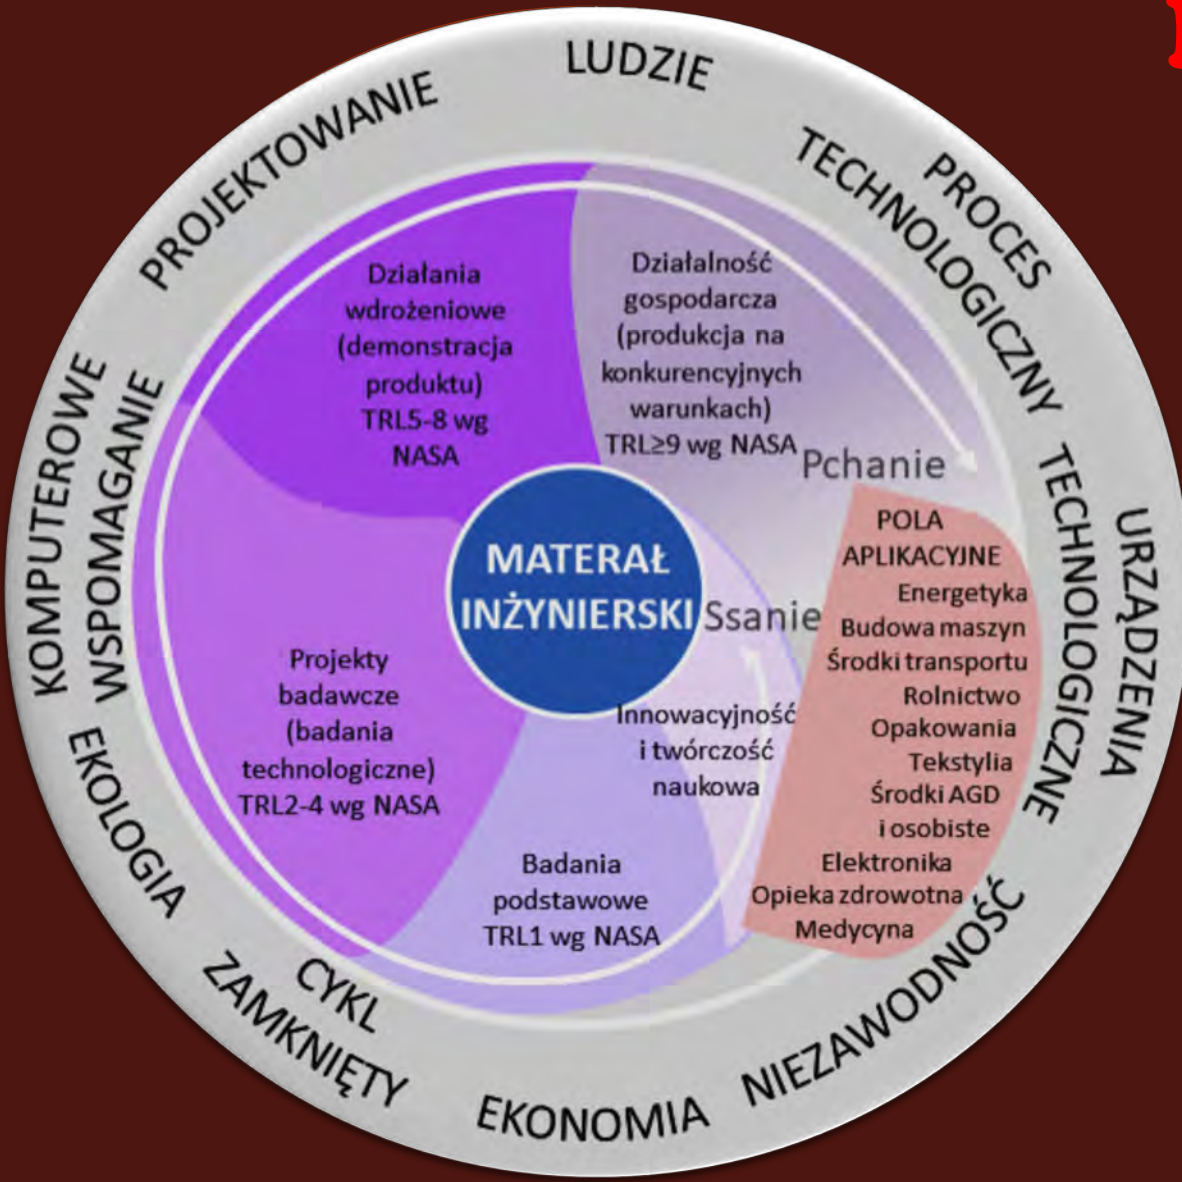 LUDZIE
PROCES
TECHNOLOGICZNY
URZĄDZENIA
TECHNOLOGICZNE
NIEZAWODNOŚĆ
EKONOMIA
CYKL
ZAMKNIĘTY
EKOLOGIA
KOMPUTEROWE
WSPOMAGANIE
PROJEKTOWANIE
Działania
wdrożeniowe
(demonstracja
produktu)
TRL5-8 wg
NASA
Działalność
gospodarcza
(produkcja na
konkurencyjnych
warunkach)
TRL≥9 wg NASA
Pchanie
MATERAŁ
INŻYNIERSKI
Ssanie
POLA
APLIKACYJNE
Energetyka
Budowa maszyn
Środki transportu
Rolnictwo
Opakowania
Tekstylia
Środki AGD
i osobiste
Elektronika
Opieka zdrowotna
Medycyna
Innowacyjność
i twórczość
naukowa
Projekty
badawcze
(badania
technologiczne)
TRL2-4 wg NASA
Badania
podstawowe
TRL1 wg NASA